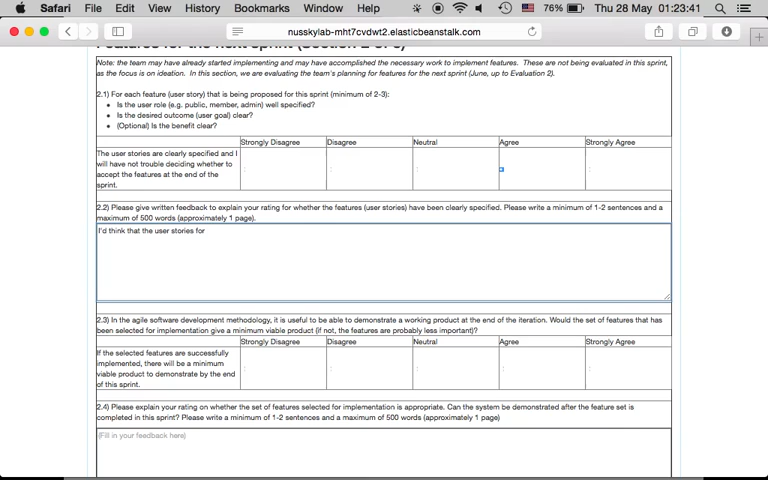 Safari File Edit View History Bookmarks Window Help 76% Thu 28 May 01:23:41
nusskylab-mht7cvdwt2.elasticbeanstalk.com
Features for the next sprint (Section 2 of 6)
Note: the team may have already started implementing and may have accomplished the necessary work to implement features. These are not being evaluated in this sprint,
as the focus is on ideation. In this section, we are evaluating the team's planning for features for the next sprint (June, up to Evaluation 2).
2.1) For each feature (user story) that is being proposed for this sprint (minimum of 2-3):
• Is the user role (e.g. public, member, admin) well specified?
• Is the desired outcome (user goal) clear?
• (Optional) Is the benefit clear?
Strongly Disagree Disagree Neutral Agree Strongly Agree
The user stories are clearly specified and I
will have not trouble deciding whether to
accept the features at the end of the
sprint.
2.2) Please give written feedback to explain your rating for whether the features (user stories) have been clearly specified. Please write a minimum of 1-2 sentences and a
maximum of 500 words (approximately 1 page).
I'd think that the user stories for
2.3) In the agile software development methodology, it is useful to be able to demonstrate a working product at the end of the iteration. Would the set of features that has
been selected for implementation give a minimum viable product (if not, the features are probably less important)?
Strongly Disagree Disagree Neutral Agree Strongly Agree
If the selected features are successfully
implemented, there will be a minimum
viable product to demonstrate by the end
of this sprint.
2.4) Please explain your rating on whether the set of features selected for implementation is appropriate. Can the system be demonstrated after the feature set is
completed in this sprint? Please write a minimum of 1-2 sentences and a maximum of 500 words (approximately 1 page)
(Fill in your feedback here)